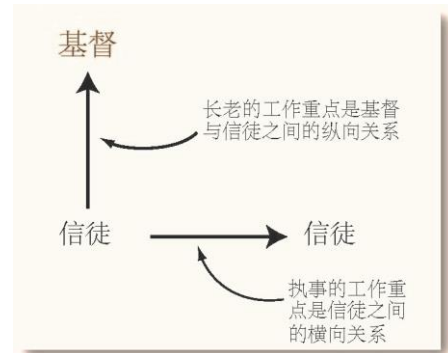 基督
长老的工作重点是基督
与信徒之间的纵向关系
信徒
信徒
执事的工作重
点是信徒之间
的横向关系